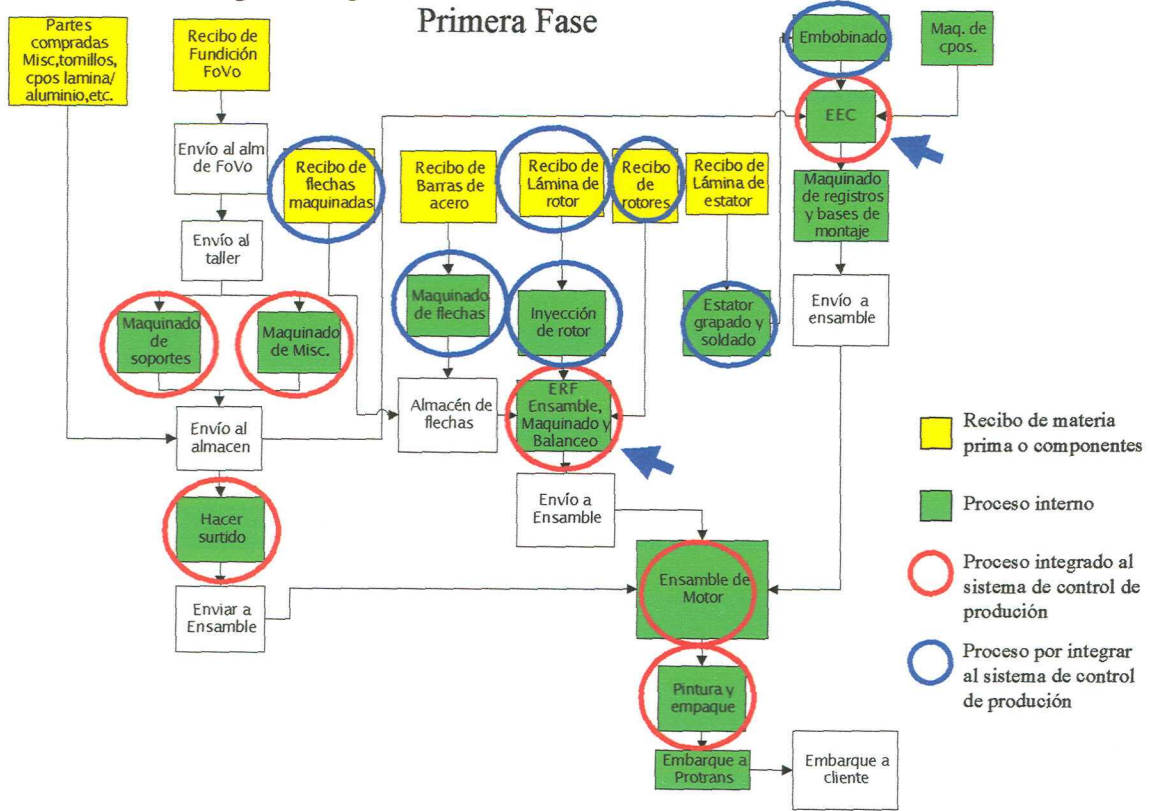 Primera Fase
Partes
compradas
Misc,tornillos,
cpos lamina/
aluminio,etc.
Recibo de
Fundición
FoVo
Embobinado
Maq. de
cpos.
EEC
Envío al alm
de FoVo
Recibo de
flechas
maquinadas
Recibo de
Barras de
acero
Recibo de
Lámina de
rotor
Recibo
de
rotores
Recibo de
Lámina de
estator
Maquinado
de registros
y bases de
montaje
Envío al
taller
Maquinado
de flechas
Inyección
de rotor
Estator
grapado y
soldado
Envío a
ensamble
Maquinado
de
soportes
Maquinado
de Misc.
Almacén de
flechas
ERF
Ensamble,
Maquinado y
Balanceo
Envío al
almacen
Envío a
Ensamble
Hacer
surtido
Enviar a
Ensamble
Ensamble de
Motor
Pintura y
empaque
Embarque a
Protrans
Embarque a
cliente
Recibo de materia
prima o componentes
Proceso interno
Proceso integrado al
sistema de control de
produción
Proceso por integrar
al sistema de control
de produción